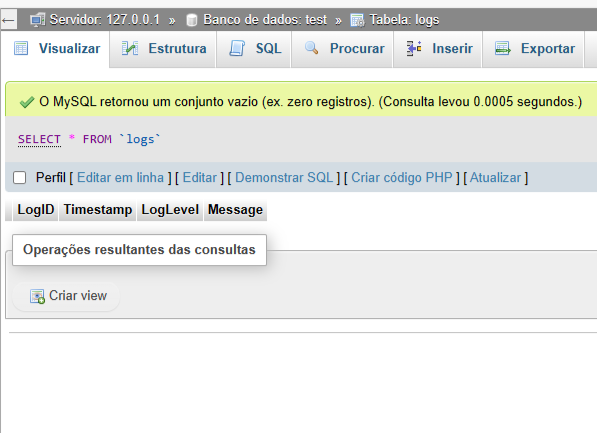 ← Servidor: 127.0.0.1 » Banco de dados: test » Tabela: logs
Visualizar Estrutura SQL Procurar Inserir Exportar
O MySQL retornou um conjunto vazio (ex. zero registros). (Consulta levou 0.0005 segundos.)
SELECT * FROM `logs`
Perfil [ Editar em linha ] [ Editar ] [ Demonstrar SQL ] [ Criar código PHP ] [ Atualizar ]
LogID Timestamp LogLevel Message
Operações resultantes das consultas
Criar view